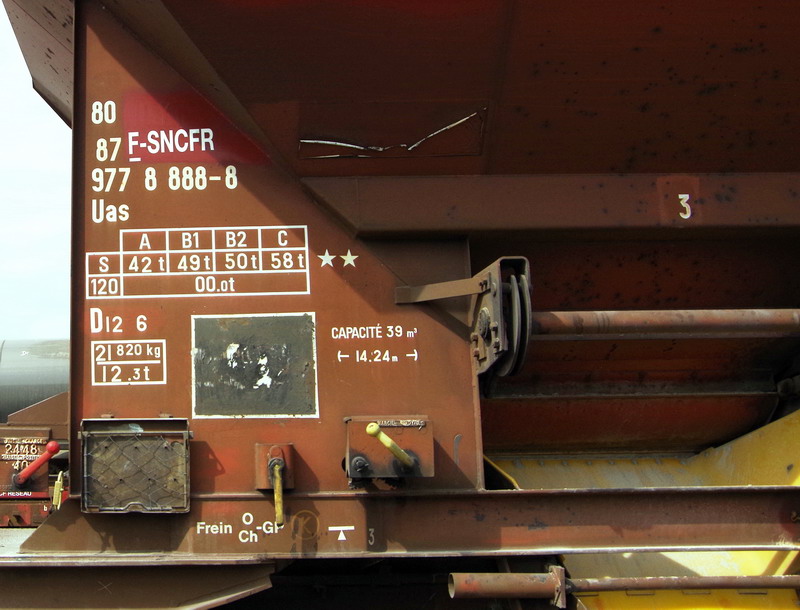 80
87 F-SNCFR
977 8 888-8
Uas
A B1 B2 C
S 42t 49t 50t 58t ★★
120 00.0t
D12 6
21 820 kg
12.3t
CAPACITÉ 39 m³
14.24m
3
2448
Frein O
Ch -GP
K
3